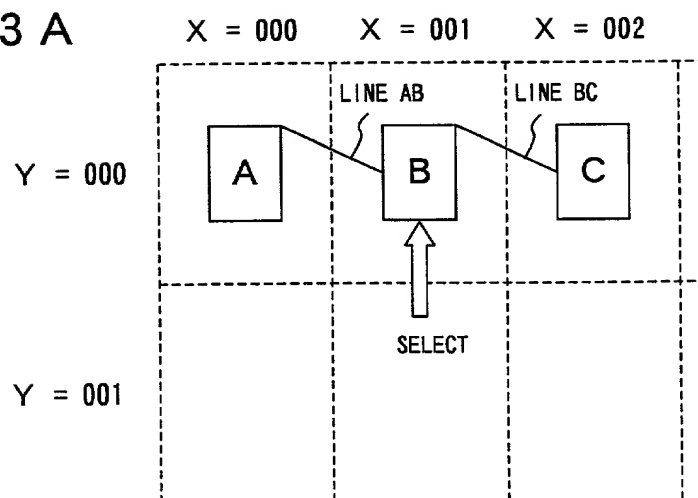 3 A
X = 000 X = 001 X = 002
LINE AB LINE BC
Y = 000 A B C
SELECT
Y = 001